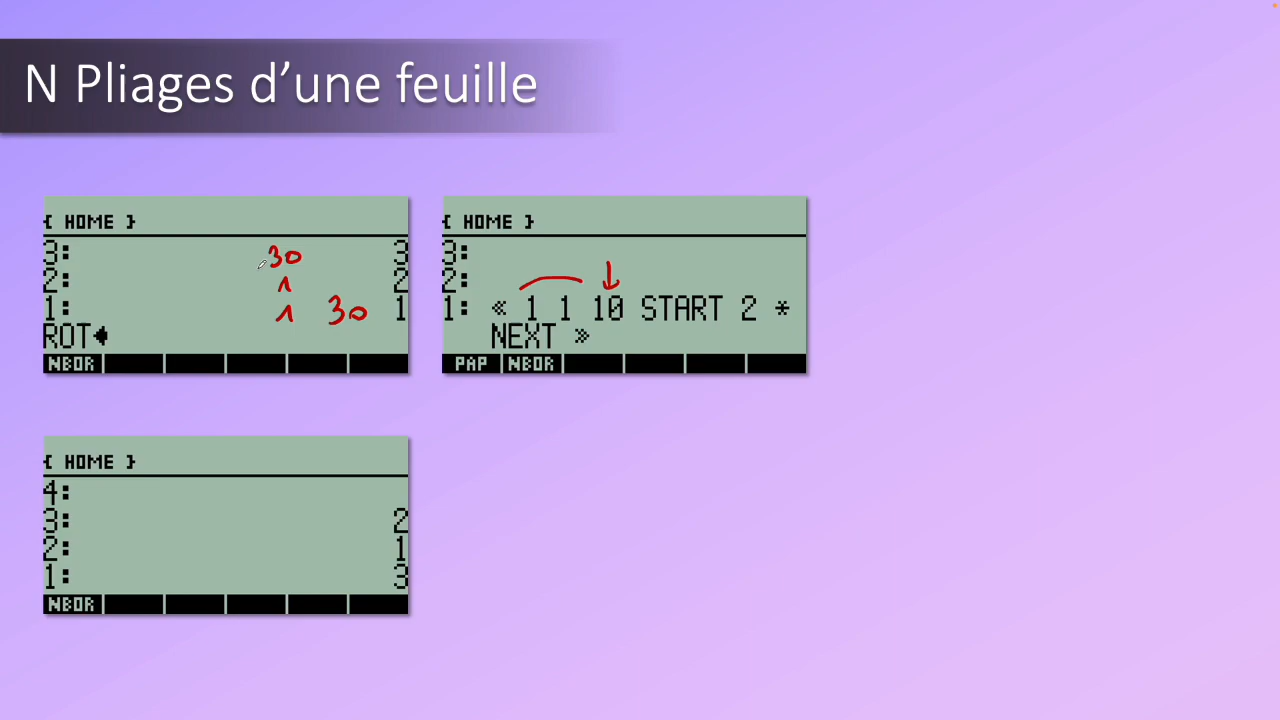 N Pliages d’une feuille
{ HOME }
3: 30 3
2: 1 2
1: 1 30 1
ROT
NBOR
{ HOME }
3:
2:
1: « 1 1 10 START 2 *
NEXT »
PAP NBOR
{ HOME }
4:
3: 2
2: 1
1: 3
NBOR